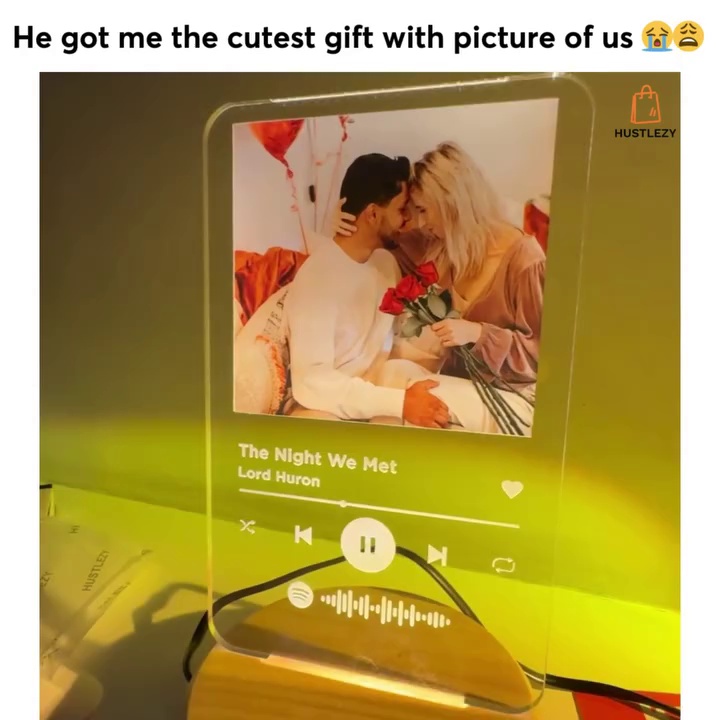 He got me the cutest gift with picture of us 😭😩
HUSTLEZY
The Night We Met
Lord Huron
HUSTLEZY